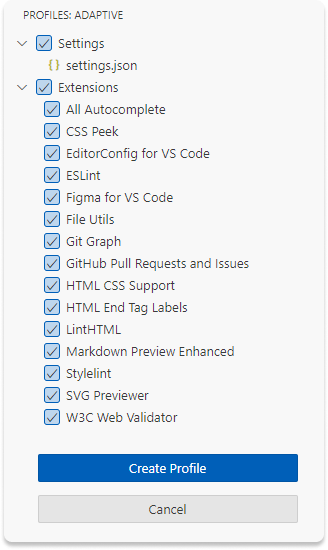 PROFILES: ADAPTIVE
Settings
{ } settings.json
Extensions
All Autocomplete
CSS Peek
EditorConfig for VS Code
ESLint
Figma for VS Code
File Utils
Git Graph
GitHub Pull Requests and Issues
HTML CSS Support
HTML End Tag Labels
LintHTML
Markdown Preview Enhanced
Stylelint
SVG Previewer
W3C Web Validator
Create Profile
Cancel